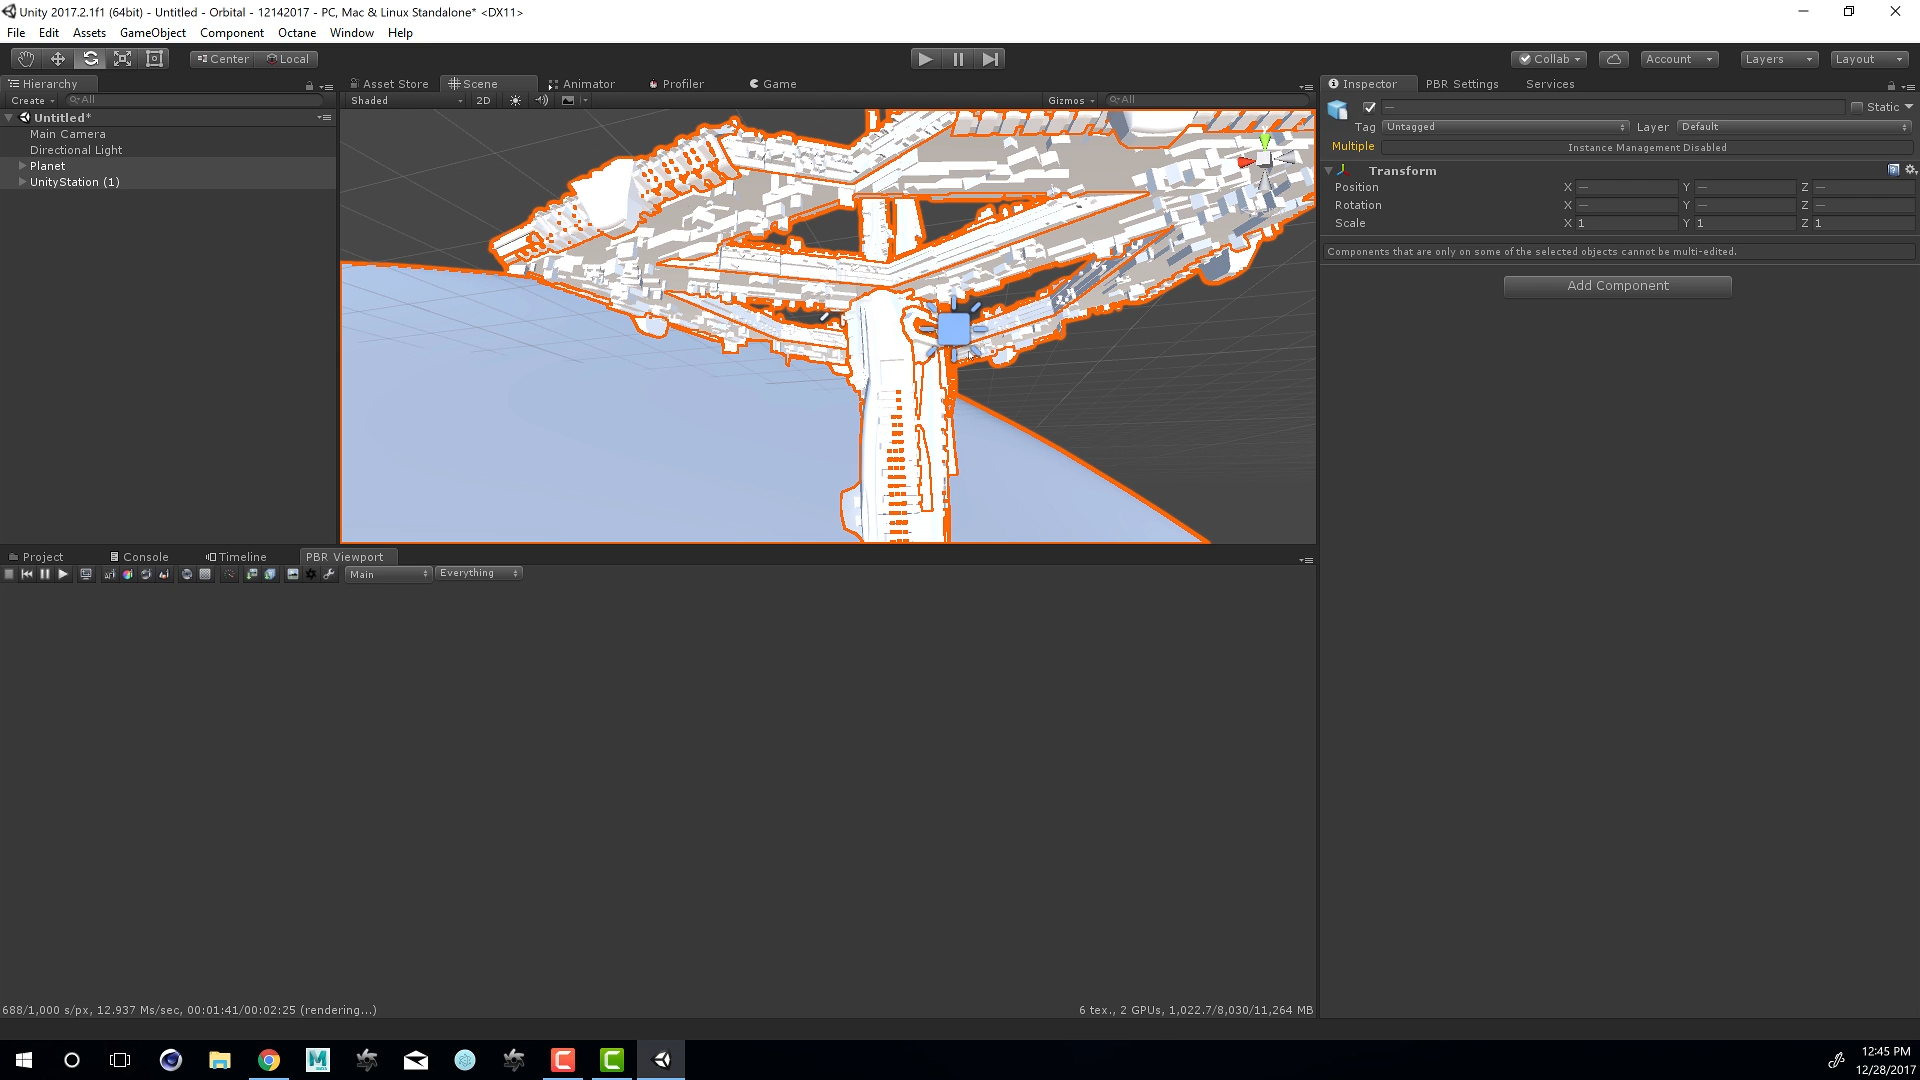 Unity 2017.2.1f1 (64bit) - Untitled - Orbital - 12142017 - PC, Mac & Linux Standalone* <DX11>
File Edit Assets GameObject Component Octane Window Help
Center Local Collab Account Layers Layout
Hierarchy Asset Store Scene Animator Profiler Game Inspector PBR Settings Services
Create All Shaded 2D Gizmos All
Static
Untitled*
Tag Untagged Layer Default
Main Camera
Multiple Instance Management Disabled
Directional Light
Planet
Transform
UnityStation (1)
Position X — Y — Z —
Rotation X — Y — Z —
Scale X 1 Y 1 Z 1
Components that are only on some of the selected objects cannot be multi-edited.
Add Component
Project Console Timeline PBR Viewport
Main Everything
688/1,000 s/px, 12.937 Ms/sec, 00:01:41/00:02:25 (rendering...)
6 tex., 2 GPUs, 1,022.7/8,030/11,264 MB
12:45 PM
12/28/2017